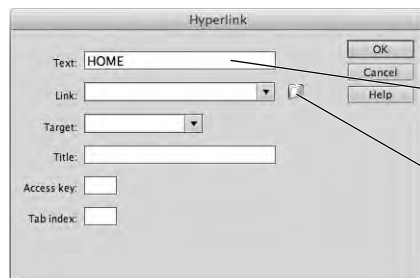 Hyperlink
Text: HOME
OK
Cancel
Link:
Help
Target:
Title:
Access key:
Tab index: